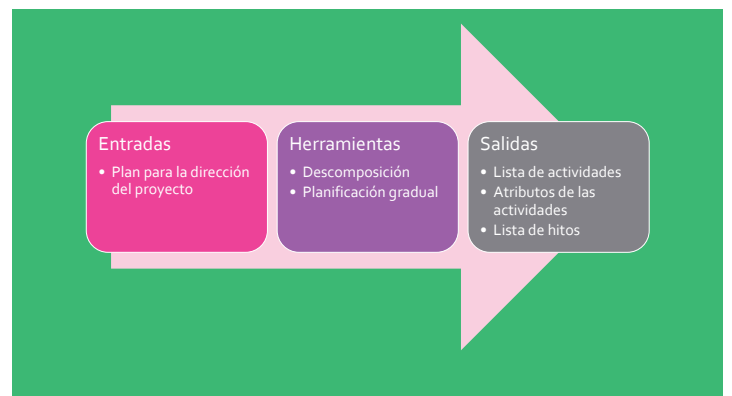 Entradas
• Plan para la dirección
del proyecto
Herramientas
• Descomposición
• Planificación gradual
Salidas
• Lista de actividades
• Atributos de las
actividades
• Lista de hitos